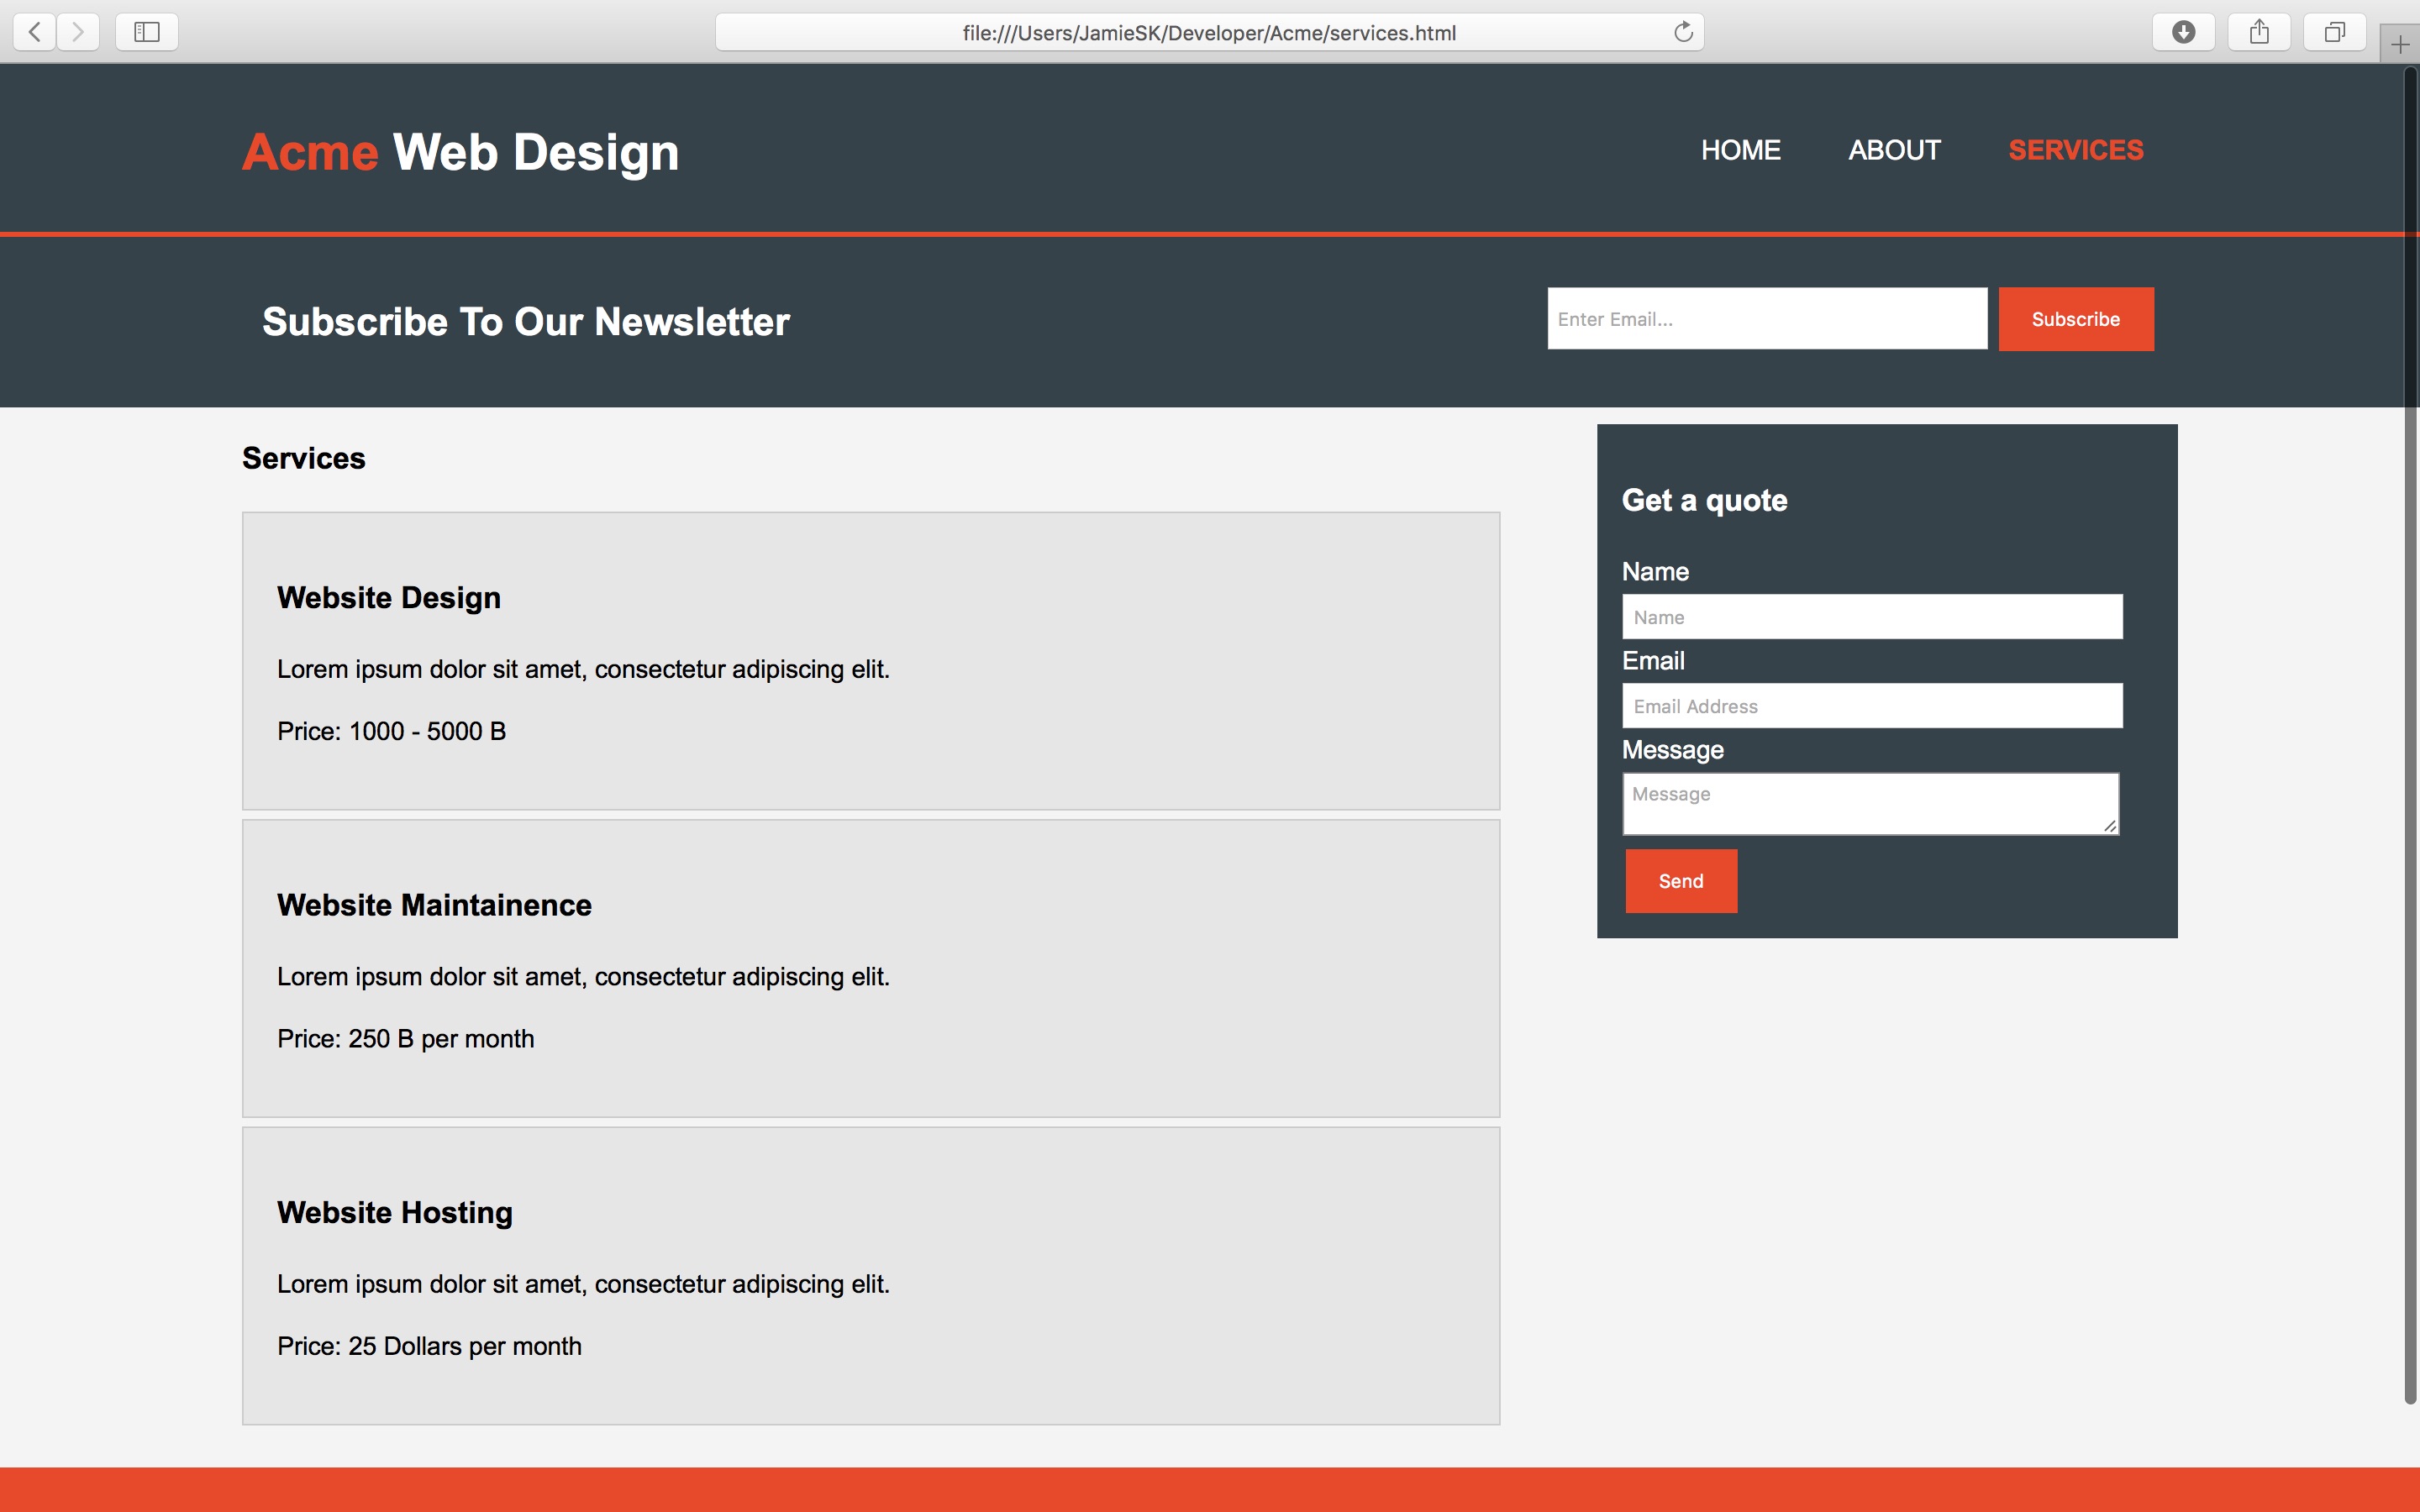 file:///Users/JamieSK/Developer/Acme/services.html
Acme Web Design
HOME ABOUT SERVICES
Subscribe To Our Newsletter
Enter Email...
Subscribe
Services
Website Design
Lorem ipsum dolor sit amet, consectetur adipiscing elit.
Price: 1000 - 5000 B
Website Maintainence
Lorem ipsum dolor sit amet, consectetur adipiscing elit.
Price: 250 B per month
Website Hosting
Lorem ipsum dolor sit amet, consectetur adipiscing elit.
Price: 25 Dollars per month
Get a quote
Name
Name
Email
Email Address
Message
Message
Send